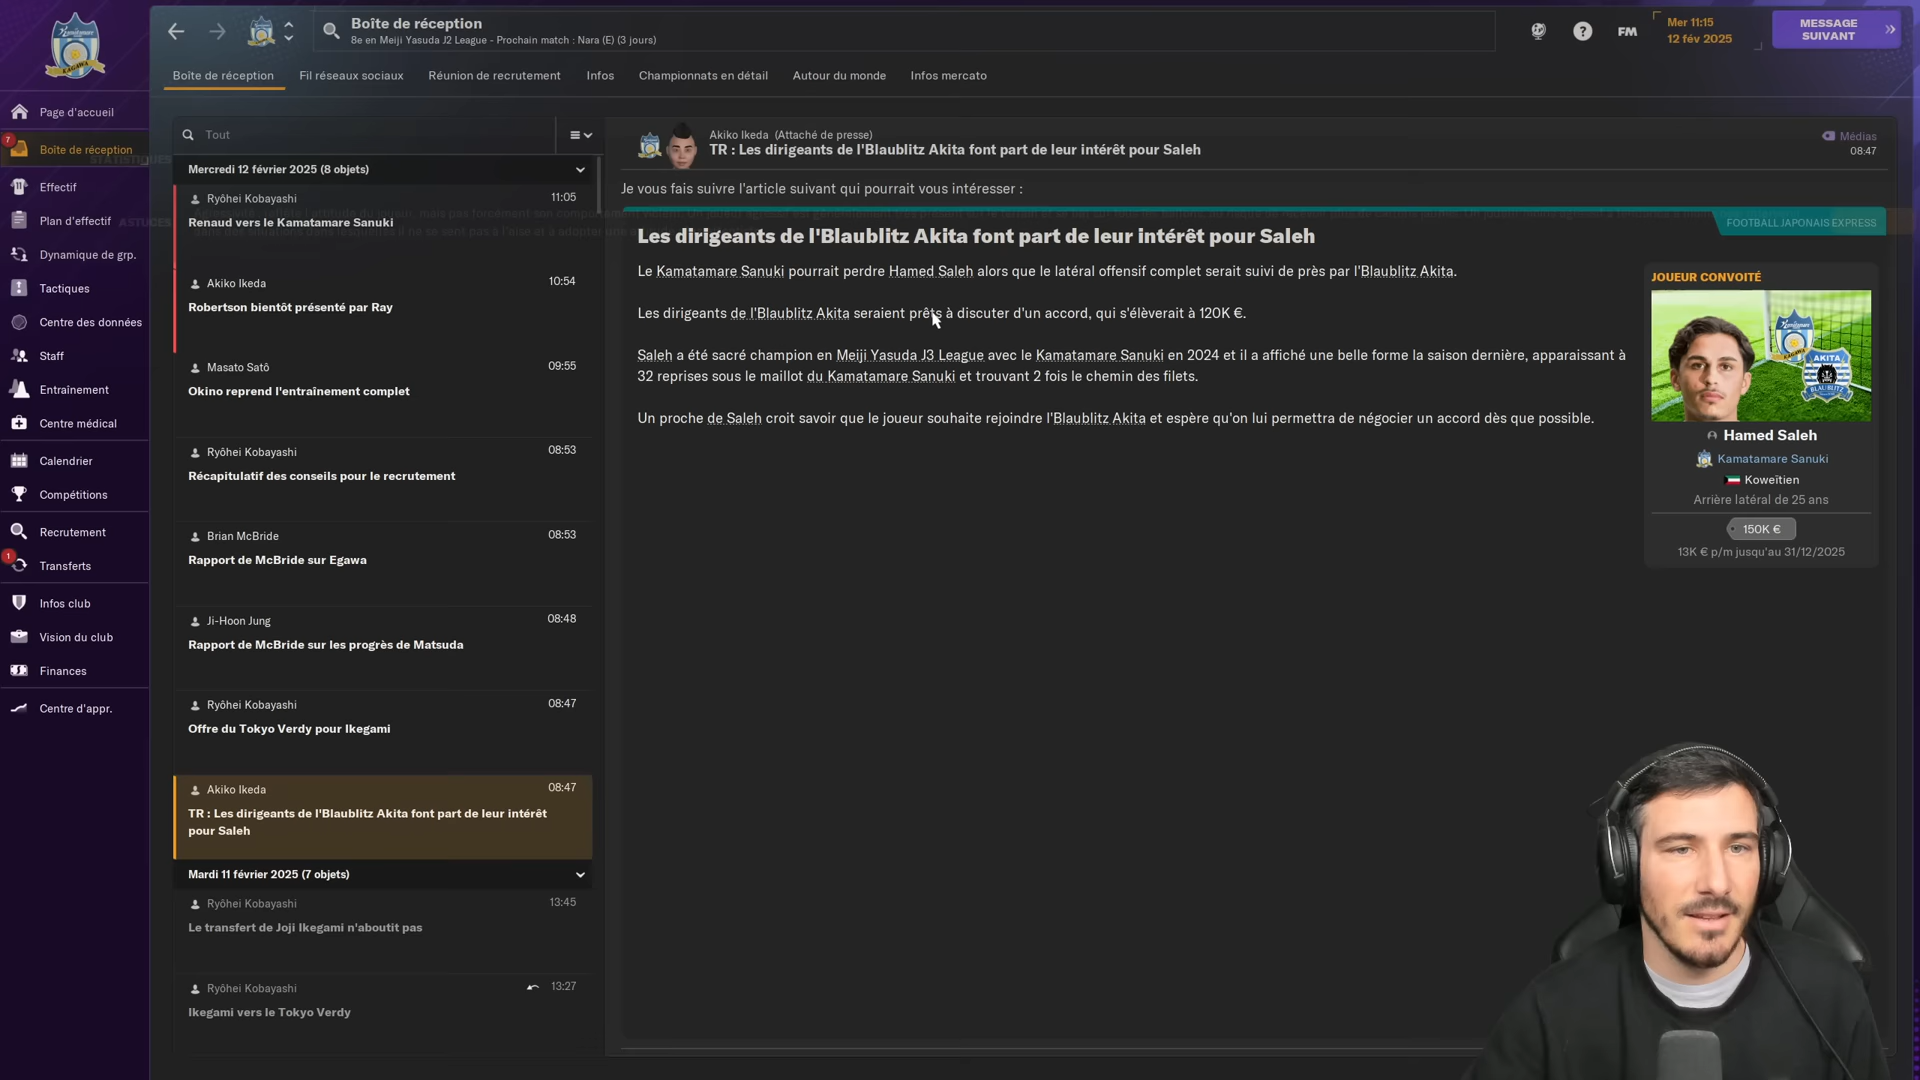 Boîte de réception
8e en Meiji Yasuda J2 League - Prochain match : Nara (E) (3 jours)
FM
Mer 11:15
12 fév 2025
MESSAGE
SUIVANT
Boîte de réception
Fil réseaux sociaux
Réunion de recrutement
Infos
Championnats en détail
Autour du monde
Infos mercato
KAGAWA
Page d'accueil
7
Boîte de réception
Effectif
Plan d'effectif
Dynamique de grp.
Tactiques
Centre des données
Staff
Entraînement
Centre médical
Calendrier
Compétitions
Recrutement
1
Transferts
Infos club
Vision du club
Finances
Centre d'appr.
Tout
Mercredi 12 février 2025 (8 objets)
Ryôhei Kobayashi
11:05
Renaud vers le Kamatamare Sanuki
Akiko Ikeda
10:54
Robertson bientôt présenté par Ray
Masato Satô
09:55
Okino reprend l'entraînement complet
Ryôhei Kobayashi
08:53
Récapitulatif des conseils pour le recrutement
Brian McBride
08:53
Rapport de McBride sur Egawa
Ji-Hoon Jung
08:48
Rapport de McBride sur les progrès de Matsuda
Ryôhei Kobayashi
08:47
Offre du Tokyo Verdy pour Ikegami
Akiko Ikeda
08:47
TR : Les dirigeants de l'Blaublitz Akita font part de leur intérêt
pour Saleh
Mardi 11 février 2025 (7 objets)
Ryôhei Kobayashi
13:45
Le transfert de Joji Ikegami n'aboutit pas
Ryôhei Kobayashi
13:27
Ikegami vers le Tokyo Verdy
Akiko Ikeda (Attaché de presse)
TR : Les dirigeants de l'Blaublitz Akita font part de leur intérêt pour Saleh
Médias
08:47
Je vous fais suivre l'article suivant qui pourrait vous intéresser :
FOOTBALL JAPONAIS EXPRESS
Les dirigeants de l'Blaublitz Akita font part de leur intérêt pour Saleh
Le Kamatamare Sanuki pourrait perdre Hamed Saleh alors que le latéral offensif complet serait suivi de près par l'Blaublitz Akita.
Les dirigeants de l'Blaublitz Akita seraient prêts à discuter d'un accord, qui s'élèverait à 120K €.
Saleh a été sacré champion en Meiji Yasuda J3 League avec le Kamatamare Sanuki en 2024 et il a affiché une belle forme la saison dernière, apparaissant à
32 reprises sous le maillot du Kamatamare Sanuki et trouvant 2 fois le chemin des filets.
Un proche de Saleh croit savoir que le joueur souhaite rejoindre l'Blaublitz Akita et espère qu'on lui permettra de négocier un accord dès que possible.
JOUEUR CONVOITÉ
AKITA
BLAUBLITZ
Hamed Saleh
Kamatamare Sanuki
Koweïtien
Arrière latéral de 25 ans
150K €
13K € p/m jusqu'au 31/12/2025